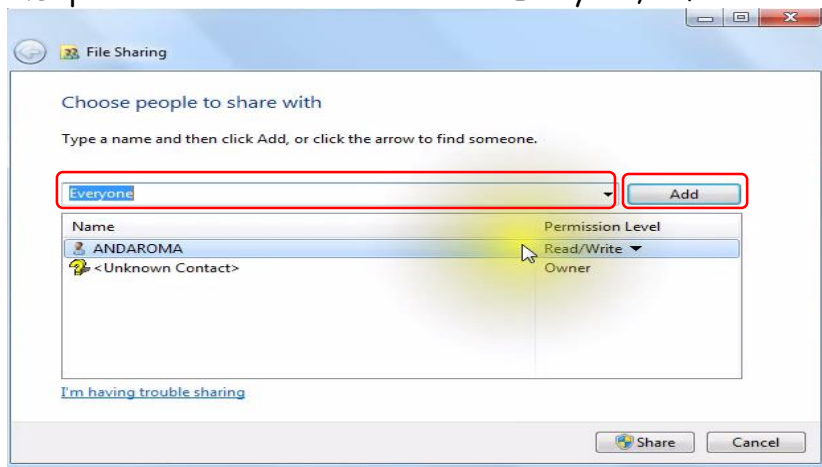 File Sharing
Choose people to share with
Type a name and then click Add, or click the arrow to find someone.
Everyone Add
Name Permission Level
ANDAROMA Read/Write
<Unknown Contact> Owner
I'm having trouble sharing
Share Cancel